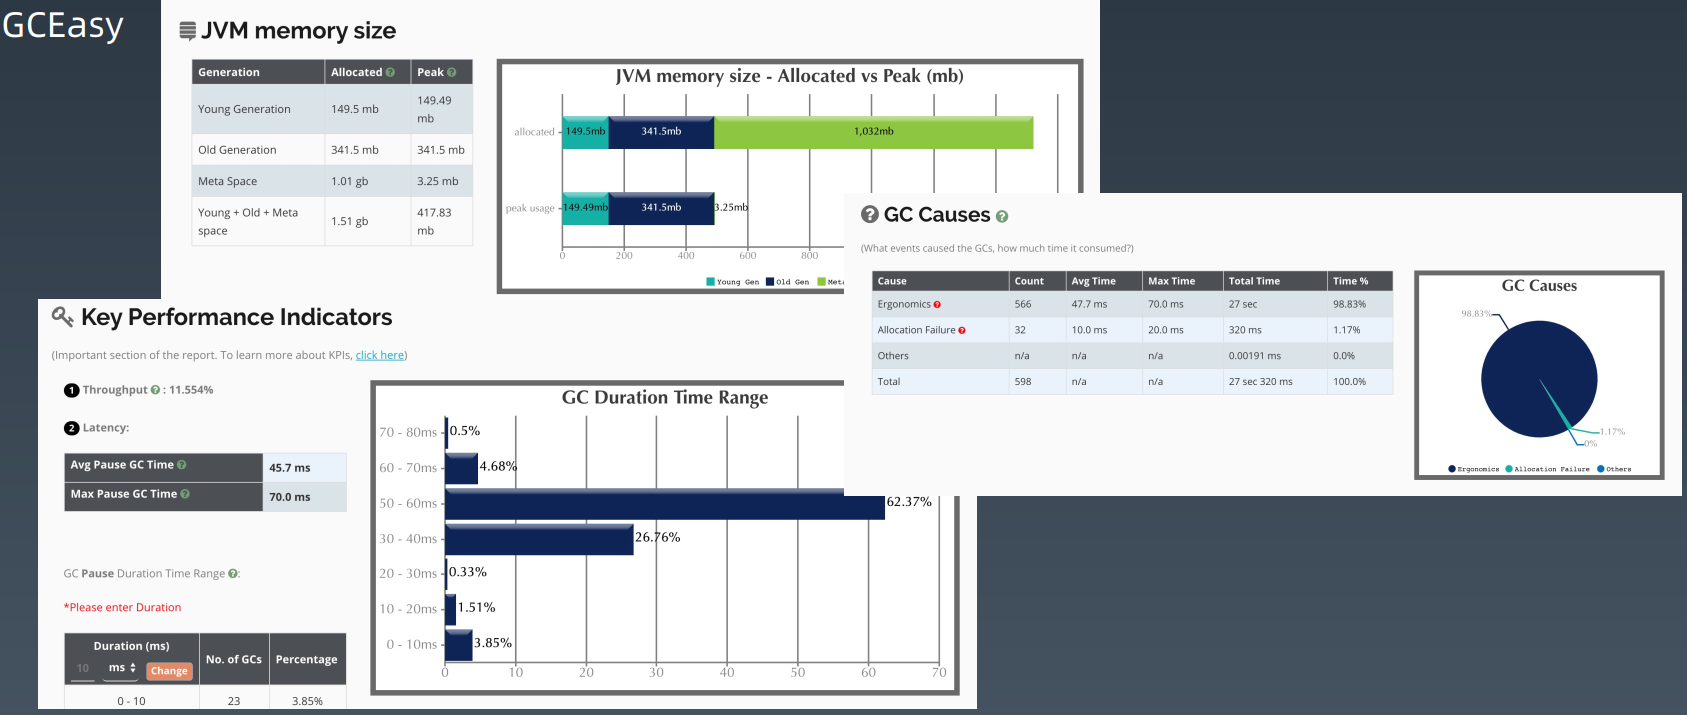 GCEasy
JVM memory size
Generation Allocated Peak
Young Generation 149.5 mb 149.49
mb
Old Generation 341.5 mb 341.5 mb
Meta Space 1.01 gb 3.25 mb
Young + Old + Meta
space 1.51 gb 417.83
mb
JVM memory size - Allocated vs Peak (mb)
allocated 149.5mb 341.5mb 1,032mb
peak usage 149.49mb 341.5mb 3.25mb
0 200 400 600 800
Young Gen Old Gen
GC Causes
(What events caused the GCs, how much time it consumed?)
Cause Count Avg Time Max Time Total Time Time %
Ergonomics 566 47.7 ms 70.0 ms 27 sec 98.83%
Allocation Failure 32 10.0 ms 20.0 ms 320 ms 1.17%
Others n/a n/a n/a 0.00191 ms 0.0%
Total 598 n/a n/a 27 sec 320 ms 100.0%
GC Causes
98.83%
1.17%
0%
Ergonomics Allocation Failure Others
Key Performance Indicators
(Important section of the report. To learn more about KPIs, click here)
1 Throughput : 11.554%
2 Latency:
Avg Pause GC Time 45.7 ms
Max Pause GC Time 70.0 ms
GC Pause Duration Time Range :
*Please enter Duration
Duration (ms) No. of GCs Percentage
10 ms Change
0 - 10 23 3.85%
GC Duration Time Range
70 - 80ms 0.5%
60 - 70ms 4.68%
50 - 60ms 62.37%
30 - 40ms 26.76%
20 - 30ms 0.33%
10 - 20ms 1.51%
0 - 10ms 3.85%
0 10 20 30 40 50 60 70